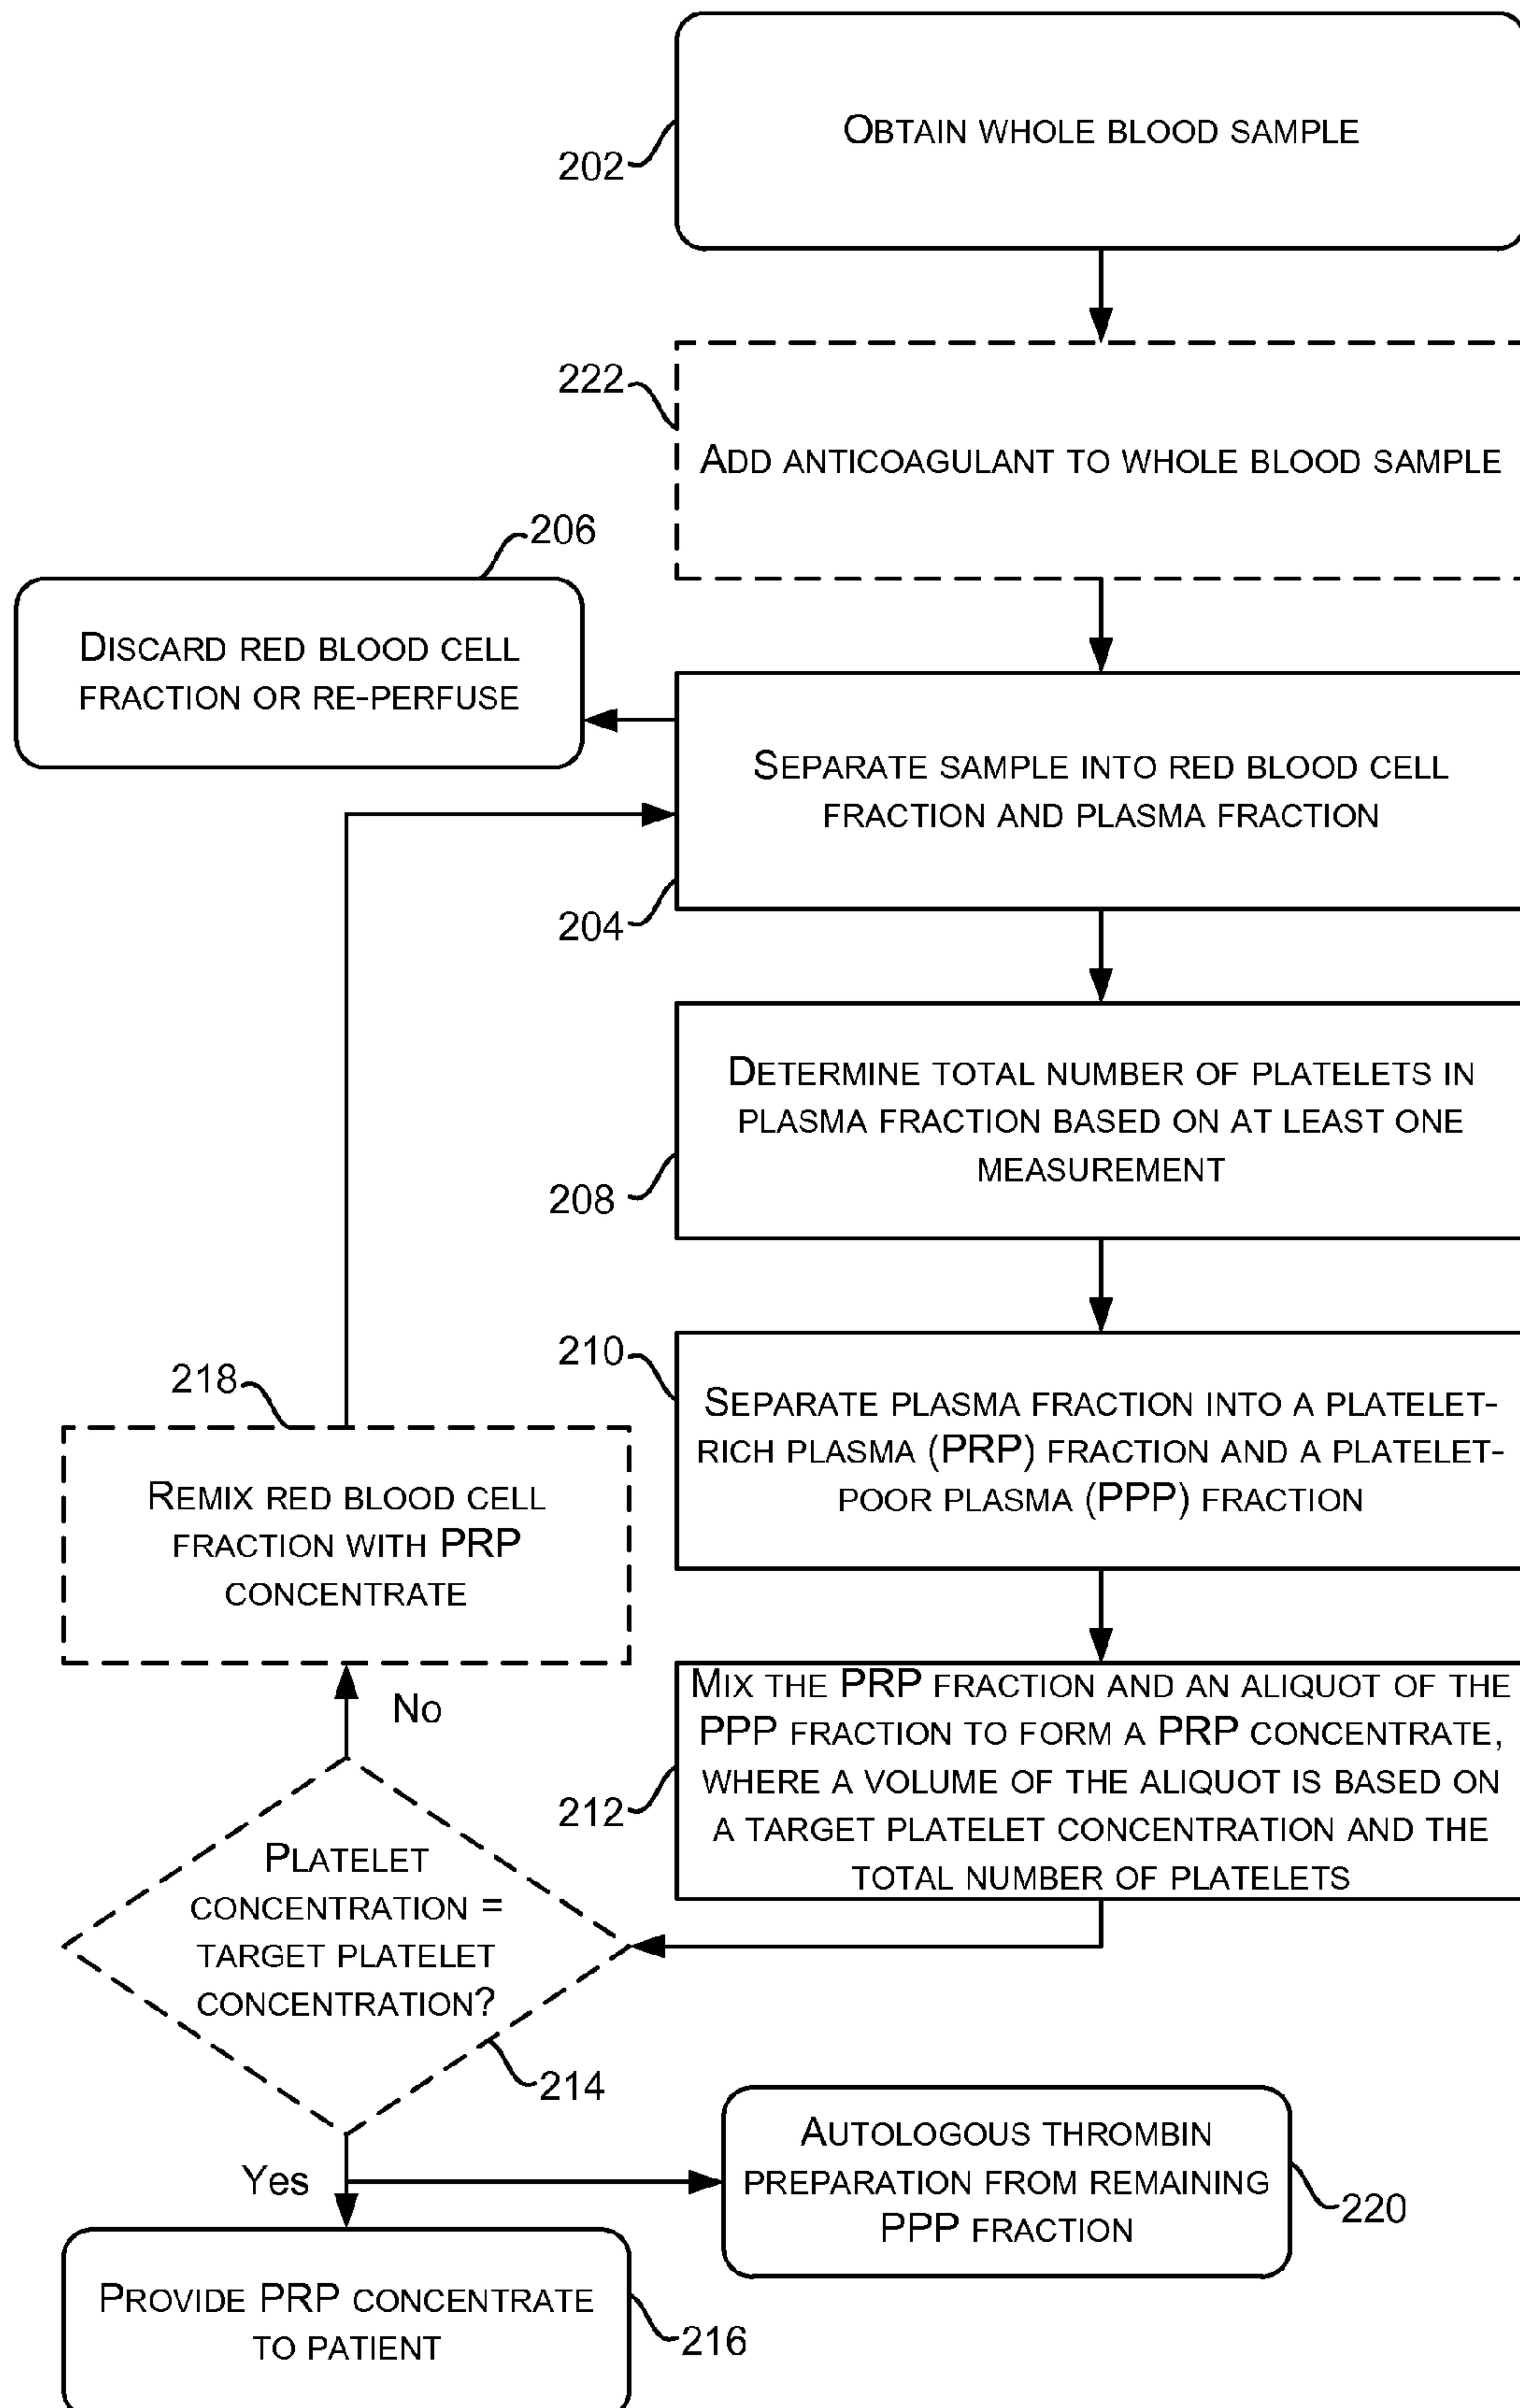 OBTAIN WHOLE BLOOD SAMPLE
202
222
ADD ANTICOAGULANT TO WHOLE BLOOD SAMPLE
206
DISCARD RED BLOOD CELL
FRACTION OR RE-PERFUSE
SEPARATE SAMPLE INTO RED BLOOD CELL
FRACTION AND PLASMA FRACTION
204
DETERMINE TOTAL NUMBER OF PLATELETS IN
PLASMA FRACTION BASED ON AT LEAST ONE
MEASUREMENT
208
210
SEPARATE PLASMA FRACTION INTO A PLATELET-
RICH PLASMA (PRP) FRACTION AND A PLATELET-
POOR PLASMA (PPP) FRACTION
218
REMIX RED BLOOD CELL
FRACTION WITH PRP
CONCENTRATE
No
MIX THE PRP FRACTION AND AN ALIQUOT OF THE
PPP FRACTION TO FORM A PRP CONCENTRATE,
WHERE A VOLUME OF THE ALIQUOT IS BASED ON
A TARGET PLATELET CONCENTRATION AND THE
TOTAL NUMBER OF PLATELETS
212
PLATELET
CONCENTRATION =
TARGET PLATELET
CONCENTRATION?
214
Yes
AUTOLOGOUS THROMBIN
PREPARATION FROM REMAINING
PPP FRACTION
220
PROVIDE PRP CONCENTRATE
TO PATIENT
216